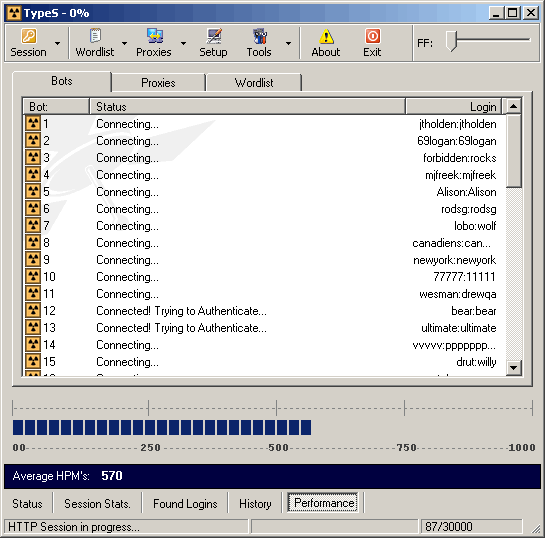 TypeS - 0%
Session Wordlist Proxies Setup Tools About Exit FF:
Bots Proxies Wordlist
Bot: Status Login
1 Connecting... jtholden:jtholden
2 Connecting... 69logan:69logan
3 Connecting... forbidden:rocks
4 Connecting... mjfreek:mjfreek
5 Connecting... Alison:Alison
6 Connecting... rodsg:rodsg
7 Connecting... lobo:wolf
8 Connecting... canadiens:can...
9 Connecting... newyork:newyork
10 Connecting... 77777:11111
11 Connecting... wesman:drewqa
12 Connected! Trying to Authenticate... bear:bear
13 Connected! Trying to Authenticate... ultimate:ultimate
14 Connecting... vvvvv:ppppppp...
15 Connecting... drut:willy
00 250 500 750 1000
Average HPM's: 570
Status Session Stats. Found Logins History Performance
HTTP Session in progress... 87/30000